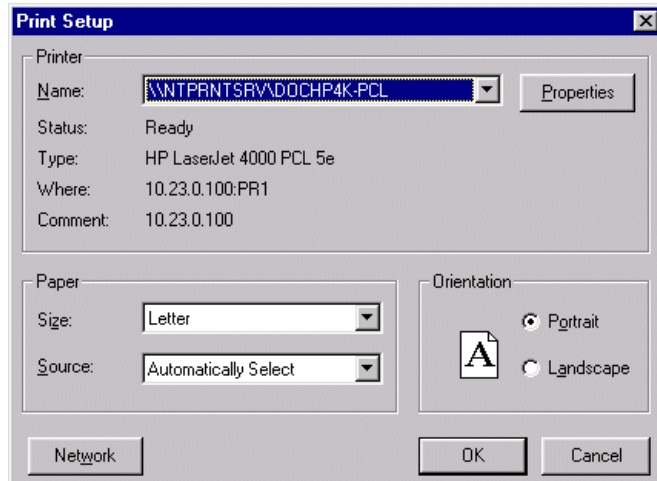 Print Setup
Printer
Name: \\NTPRNTSRV\DOCHP4K-PCL Properties
Status: Ready
Type: HP LaserJet 4000 PCL 5e
Where: 10.23.0.100:PR1
Comment: 10.23.0.100
Paper Orientation
Size: Letter Portrait
Source: Automatically Select A Landscape
Network OK Cancel